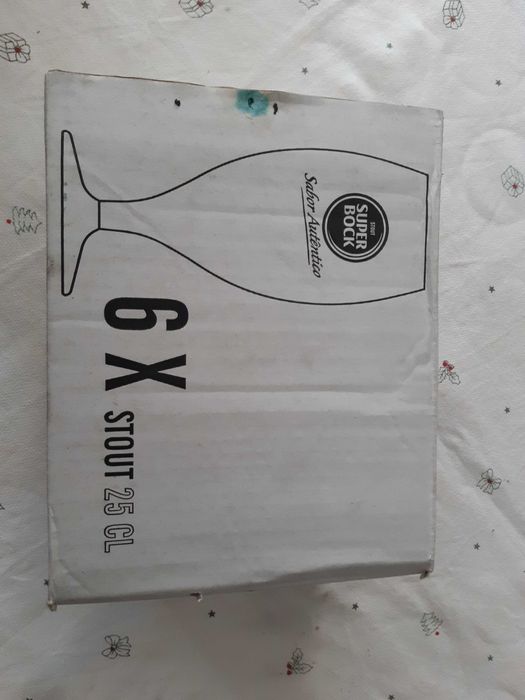 STOUT
SUPER
BOCK
Sabor Autêntico
6 X STOUT 25 CL